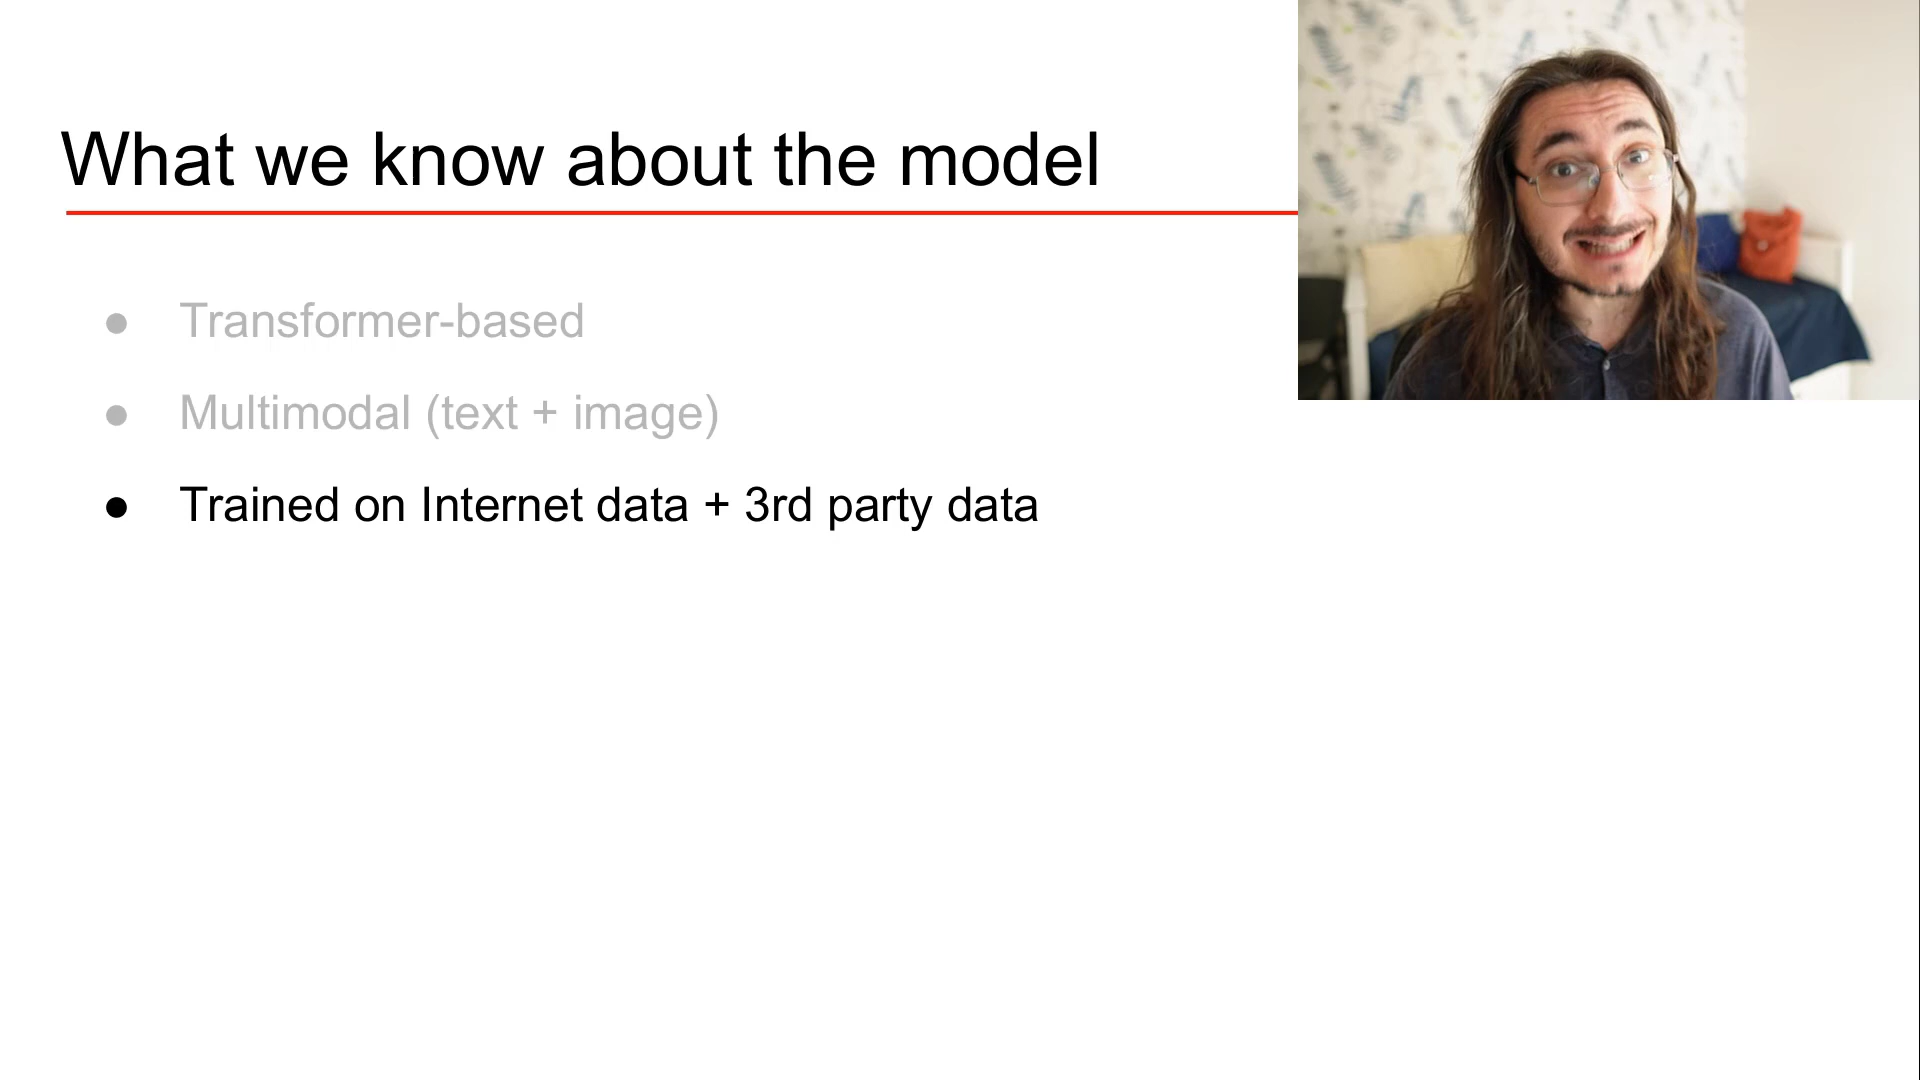 What we know about the model
● Transformer-based
● Multimodal (text + image)
● Trained on Internet data + 3rd party data